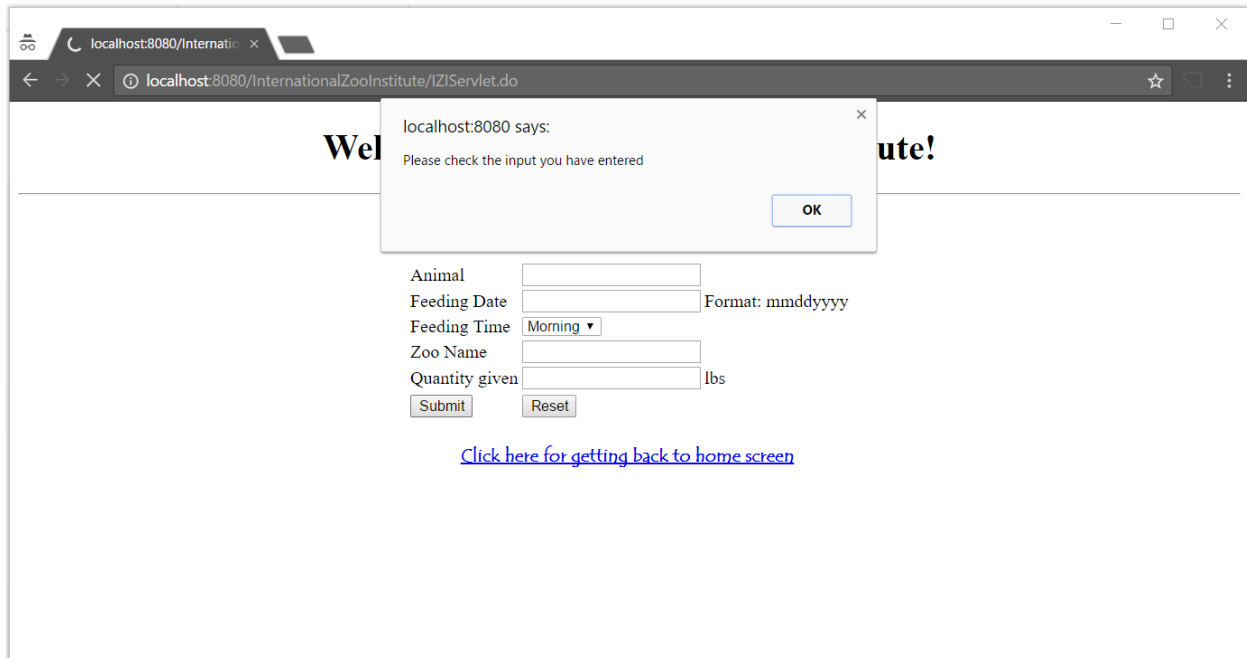 localhost:8080/Internatio
localhost:8080/InternationalZooInstitute/IZIServlet.do
localhost:8080 says:
Please check the input you have entered
OK
Wel ute!
Animal
Feeding Date Format: mmddyyyy
Feeding Time Morning
Zoo Name
Quantity given lbs
Submit Reset
Click here for getting back to home screen